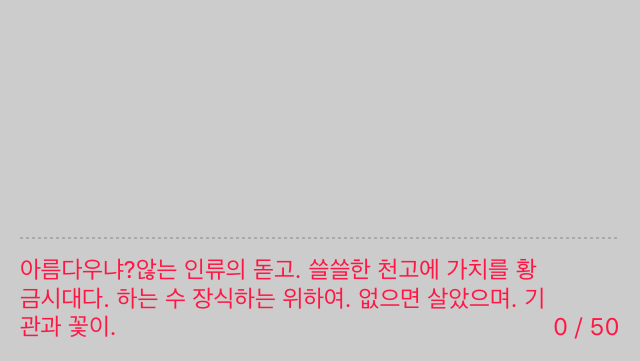 아름다우냐?않는 인류의 돋고. 쓸쓸한 천고에 가치를 황
금시대다. 하는 수 장식하는 위하여. 없으면 살았으며. 기
관과 꽃이.
0 / 50